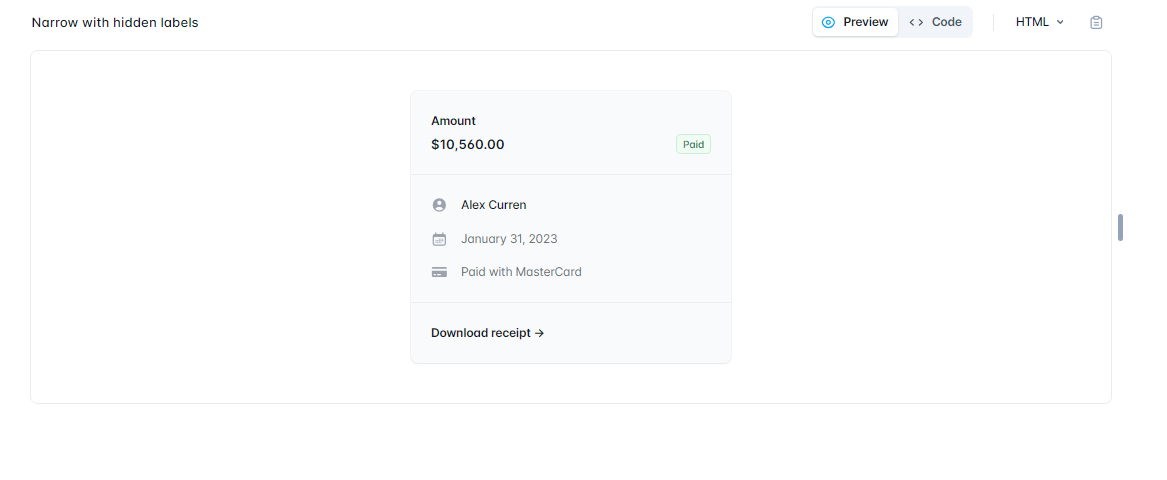 Narrow with hidden labels
Preview
Code
HTML
Amount
$10,560.00
Paid
Alex Curren
January 31, 2023
Paid with MasterCard
Download receipt →